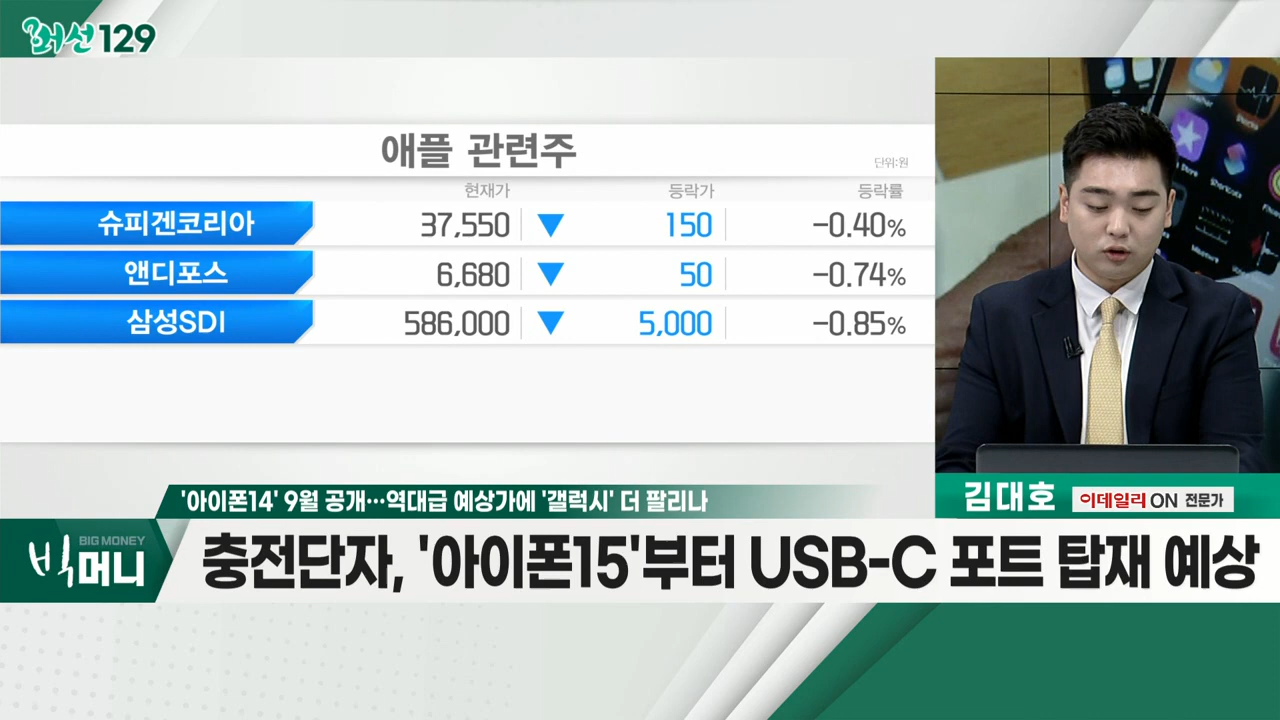 머선129
애플 관련주
단위:원
현재가 등락가 등락률
슈피겐코리아 37,550 ▼ 150 -0.40%
앤디포스 6,680 ▼ 50 -0.74%
삼성SDI 586,000 ▼ 5,000 -0.85%
김대호 이데일리ON 전문가
'아이폰14' 9월 공개…역대급 예상가에 '갤럭시' 더 팔리나
BIG MONEY
빅머니
충전단자, '아이폰15'부터 USB-C 포트 탑재 예상